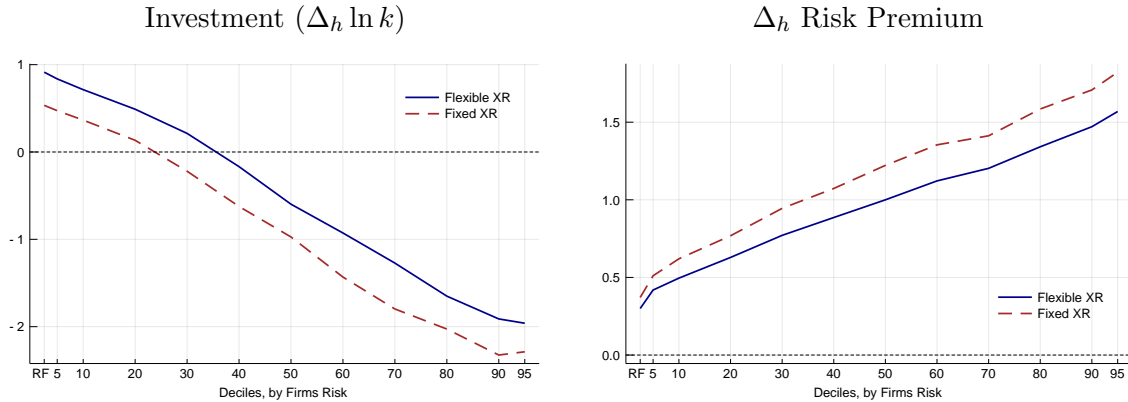 Investment (Δₕ ln k)
1
0
-1
-2
Flexible XR
Fixed XR
RF 5 10 20 30 40 50 60 70 80 90 95
Deciles, by Firms Risk
Δₕ Risk Premium
1.5
1.0
0.5
0.0
Flexible XR
Fixed XR
RF 5 10 20 30 40 50 60 70 80 90 95
Deciles, by Firms Risk